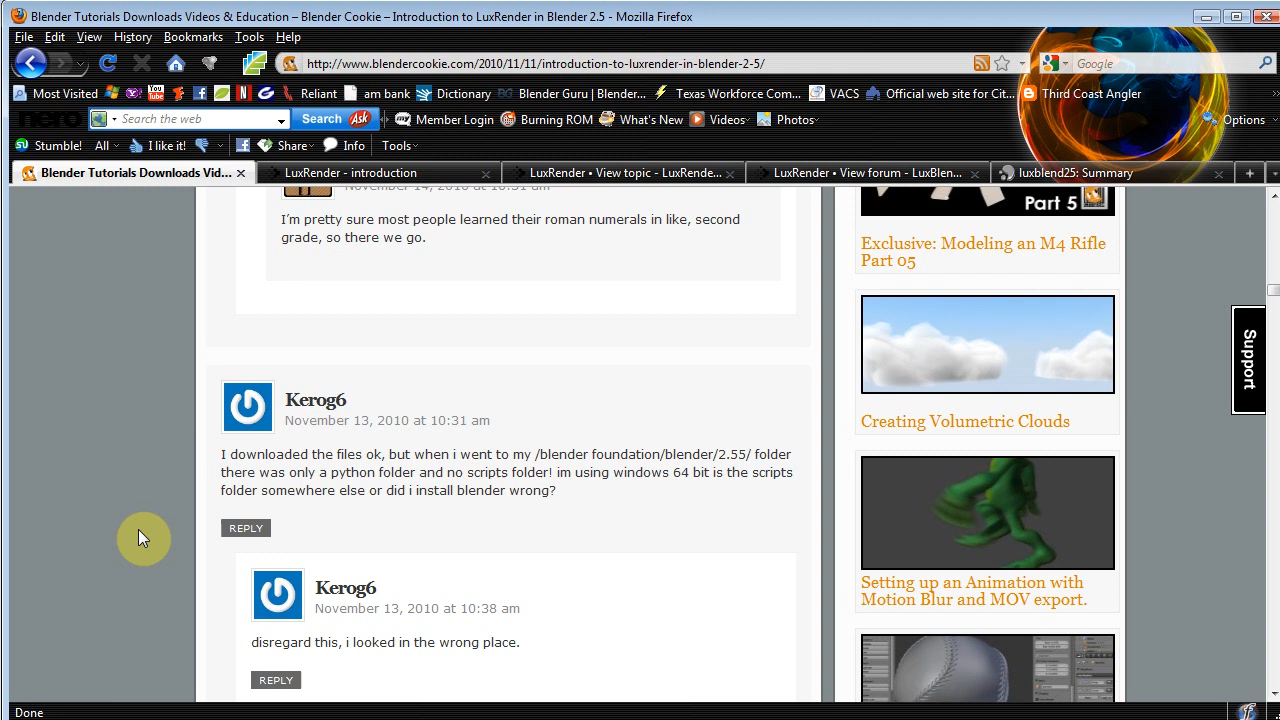 Blender Tutorials Downloads Videos & Education – Blender Cookie – Introduction to LuxRender in Blender 2.5 - Mozilla Firefox
File Edit View History Bookmarks Tools Help
http://www.blendercookie.com/2010/11/11/introduction-to-luxrender-in-blender-2-5/
Google
Most Visited Reliant am bank Dictionary Blender Guru | Blender... Texas Workforce Com... VACS Official web site for Cit... Third Coast Angler
Search the web Search Ask Member Login Burning ROM What's New Videos Photos Options
Stumble! All I like it! Share Info Tools
Blender Tutorials Downloads Vid... LuxRender - introduction LuxRender • View topic - LuxRende... LuxRender • View forum - LuxBlen... luxblend25: Summary
November 14, 2010 at 10:31 am
I'm pretty sure most people learned their roman numerals in like, second
grade, so there we go.
Kerog6
November 13, 2010 at 10:31 am
I downloaded the files ok, but when i went to my /blender foundation/blender/2.55/ folder
there was only a python folder and no scripts folder! im using windows 64 bit is the scripts
folder somewhere else or did i install blender wrong?
REPLY
Kerog6
November 13, 2010 at 10:38 am
disregard this, i looked in the wrong place.
REPLY
Part 5
Exclusive: Modeling an M4 Rifle
Part 05
Creating Volumetric Clouds
Setting up an Animation with
Motion Blur and MOV export.
Support
Done